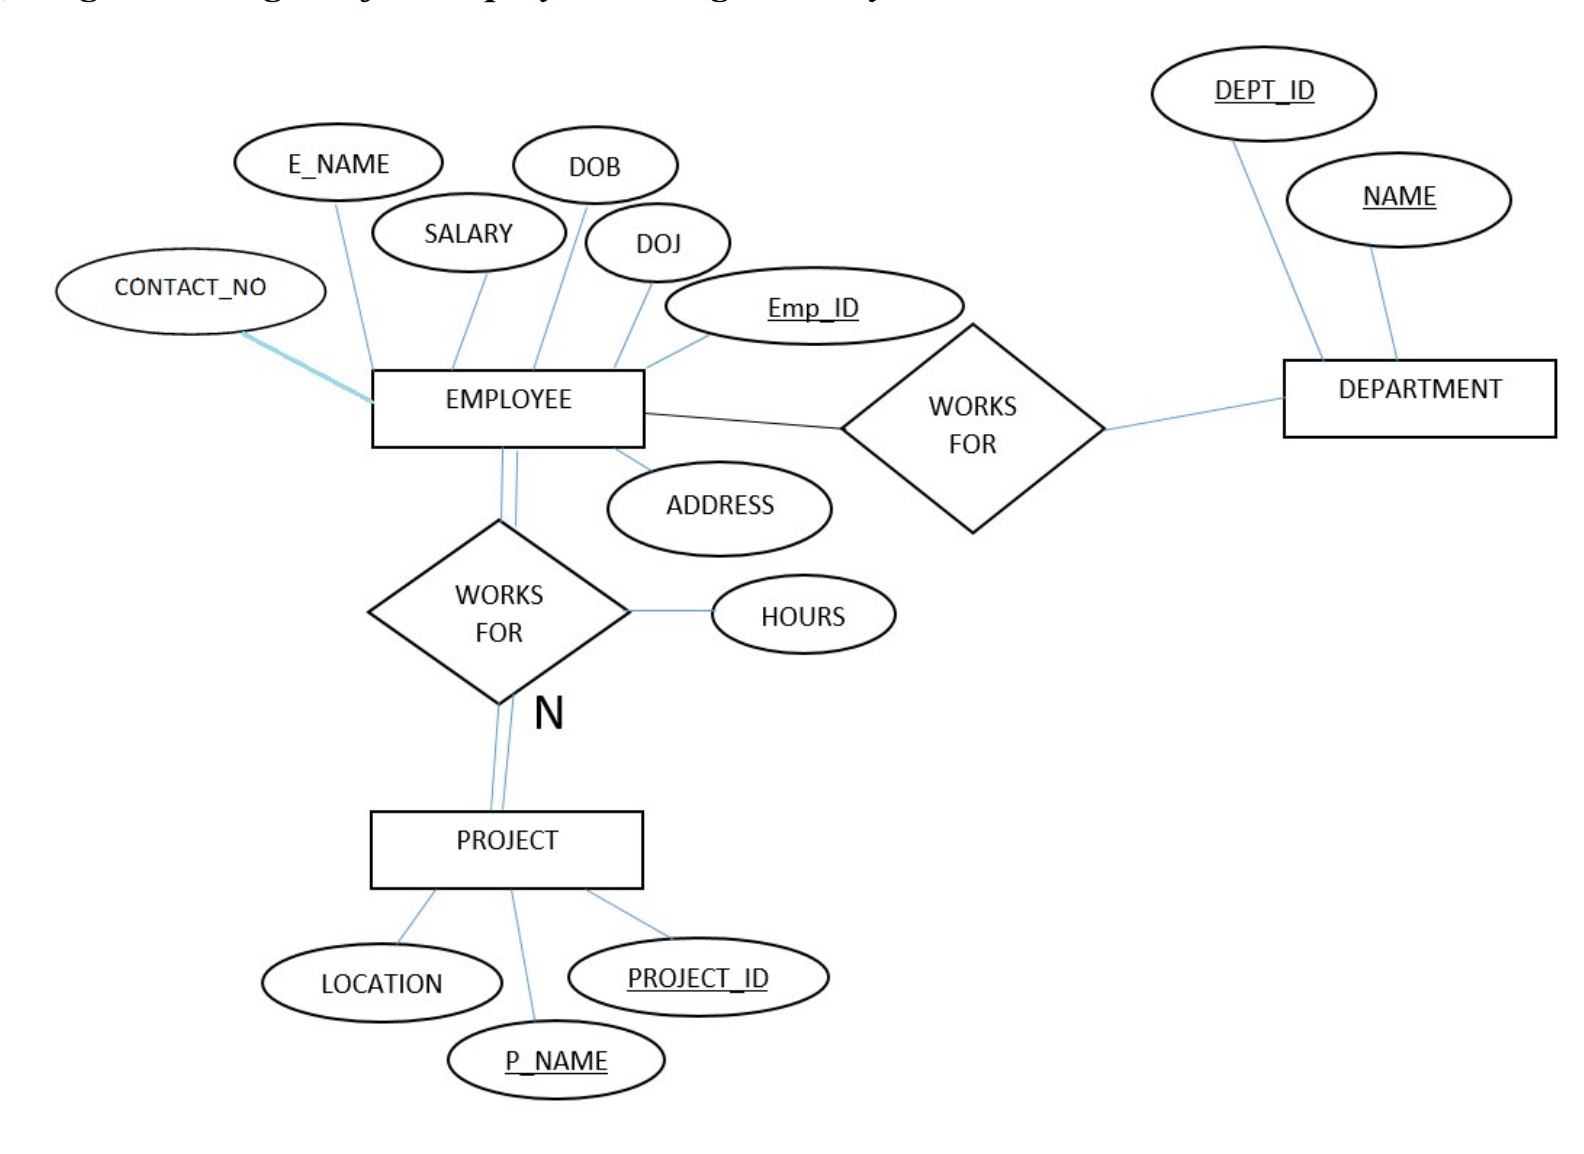 DEPT_ID
E_NAME
DOB
NAME
SALARY
DOJ
CONTACT_NO
Emp_ID
EMPLOYEE
WORKS
FOR
DEPARTMENT
ADDRESS
WORKS
FOR
HOURS
N
PROJECT
LOCATION
PROJECT_ID
P_NAME